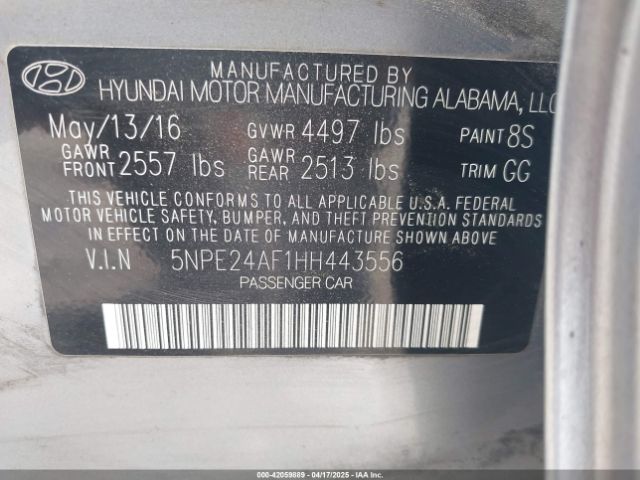 MANUFACTURED BY
HYUNDAI MOTOR MANUFACTURING ALABAMA, LLC
May/13/16 GVWR 4497 lbs PAINT 8S
GAWR FRONT 2557 lbs GAWR REAR 2513 lbs TRIM GG
THIS VEHICLE CONFORMS TO ALL APPLICABLE U.S.A. FEDERAL
MOTOR VEHICLE SAFETY, BUMPER, AND THEFT PREVENTION STANDARDS
IN EFFECT ON THE DATE OF MANUFACTURE SHOWN ABOVE.
V.I.N 5NPE24AF1HH443556
PASSENGER CAR
000-42059889 04/17/2025 IAAI.COM